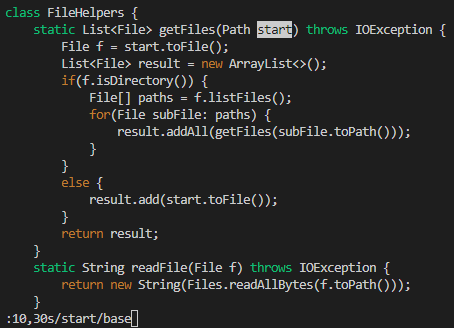 class FileHelpers {
    static List<File> getFiles(Path start) throws IOException {
        File f = start.toFile();
        List<File> result = new ArrayList<>();
        if(f.isDirectory()) {
            File[] paths = f.listFiles();
            for(File subFile: paths) {
                result.addAll(getFiles(subFile.toPath()));
            }
        }
        else {
            result.add(start.toFile());
        }
        return result;
    }
    static String readFile(File f) throws IOException {
        return new String(Files.readAllBytes(f.toPath()));
    }
:10,30s/start/base